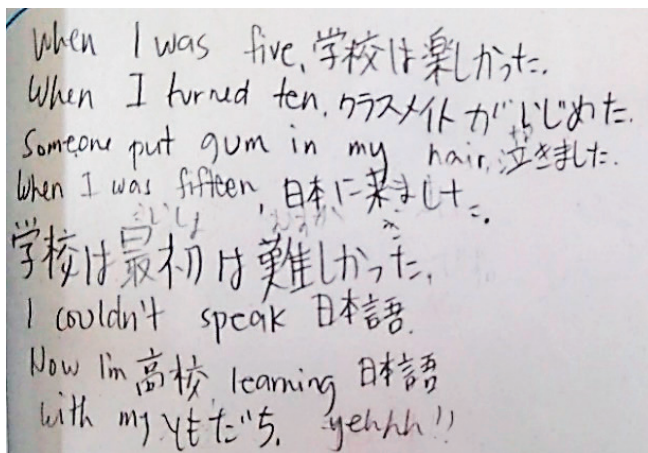 When I was five, 学校は楽しかった.
When I turned ten, クラスメイトがいじめた.
Someone put gum in my hair, 泣きました.
When I was fifteen, 日本に来ました.
学校は最初は難しかった.
I couldn't speak 日本語.
Now I'm 高校, learning 日本語
with my ともだち. yehhh!!